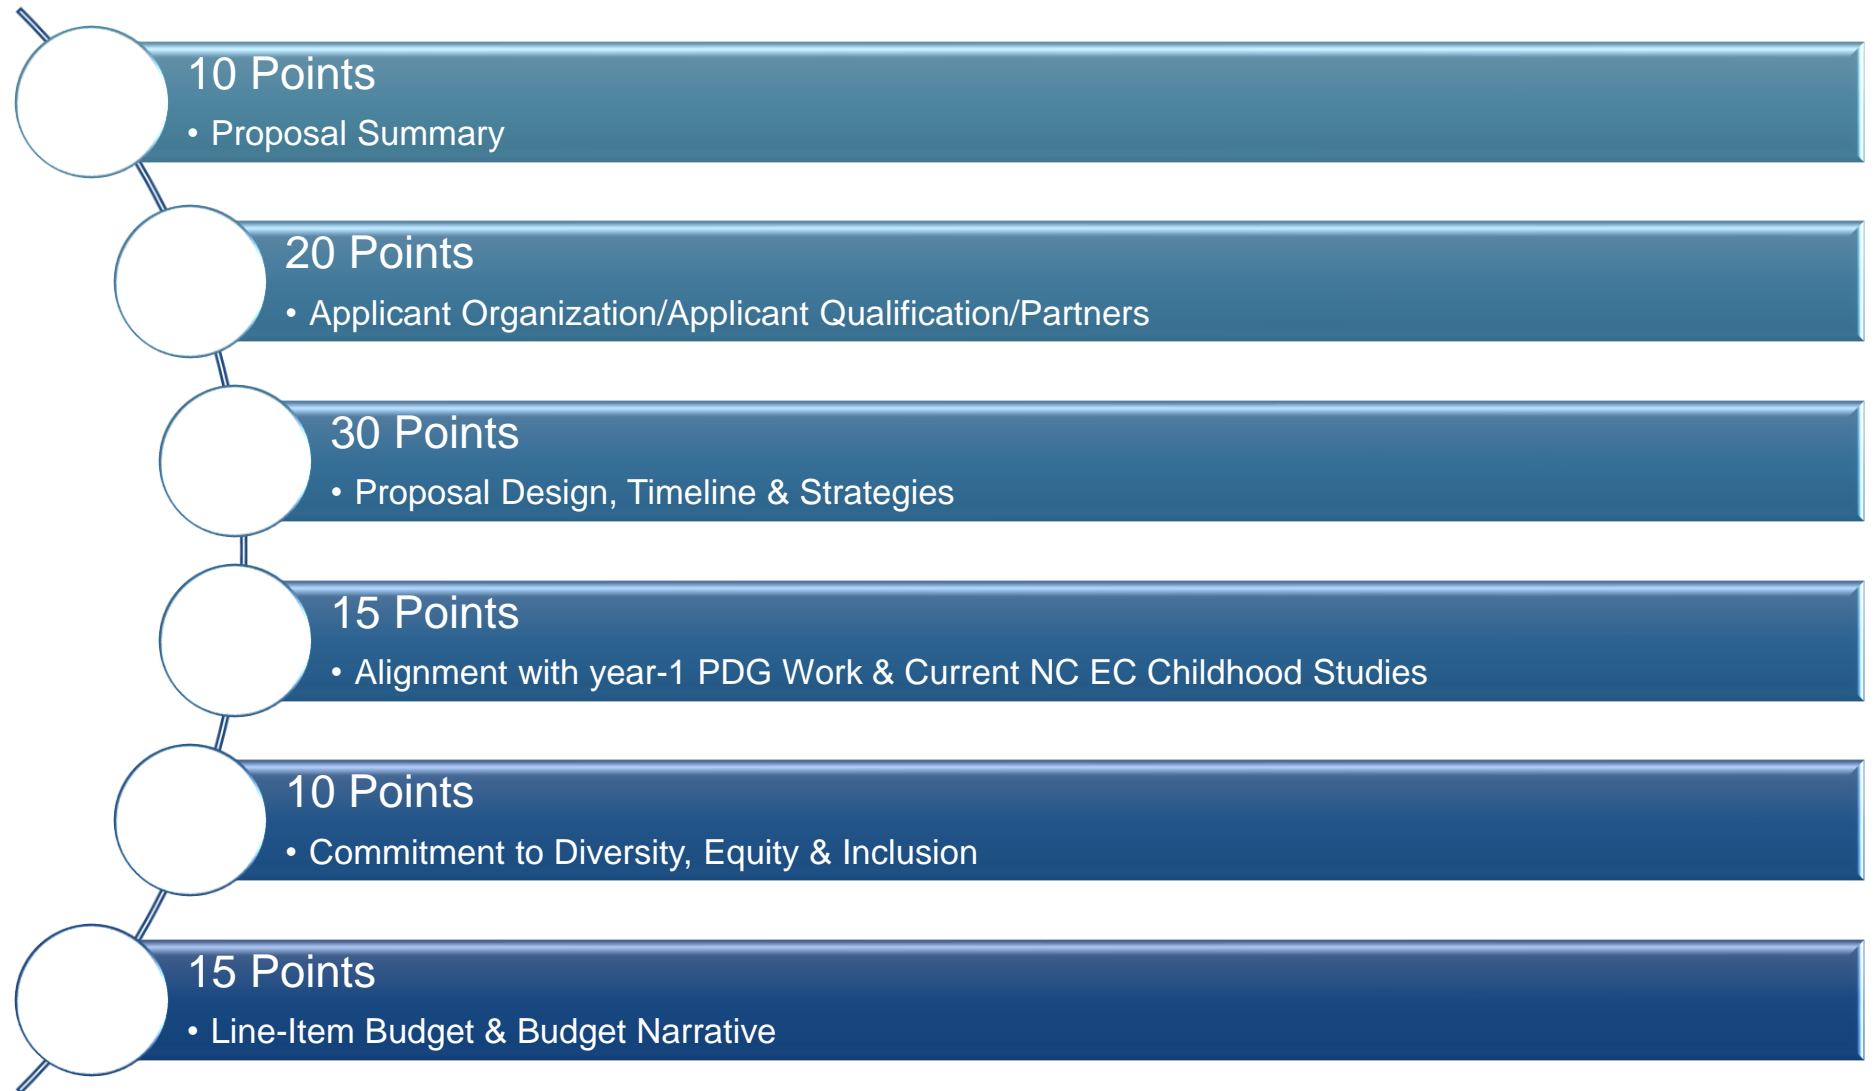 10 Points
• Proposal Summary
20 Points
• Applicant Organization/Applicant Qualification/Partners
30 Points
• Proposal Design, Timeline & Strategies
15 Points
• Alignment with year-1 PDG Work & Current NC EC Childhood Studies
10 Points
• Commitment to Diversity, Equity & Inclusion
15 Points
• Line-Item Budget & Budget Narrative